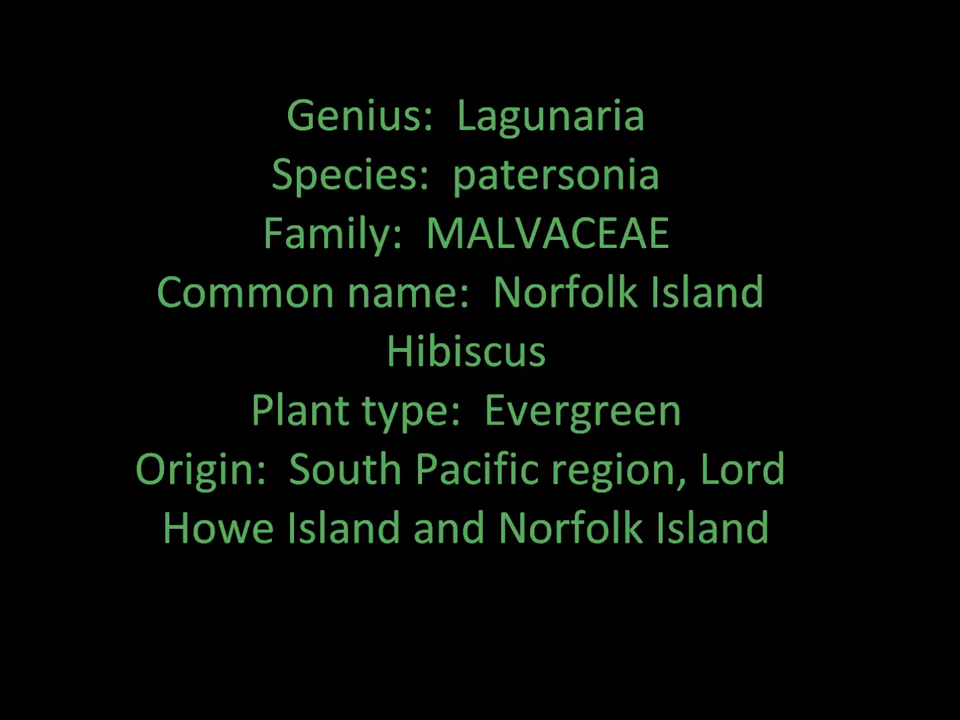 Genius:  Lagunaria
Species:  patersonia
Family:  MALVACEAE
Common name:  Norfolk Island
Hibiscus
Plant type:  Evergreen
Origin:  South Pacific region, Lord
Howe Island and Norfolk Island